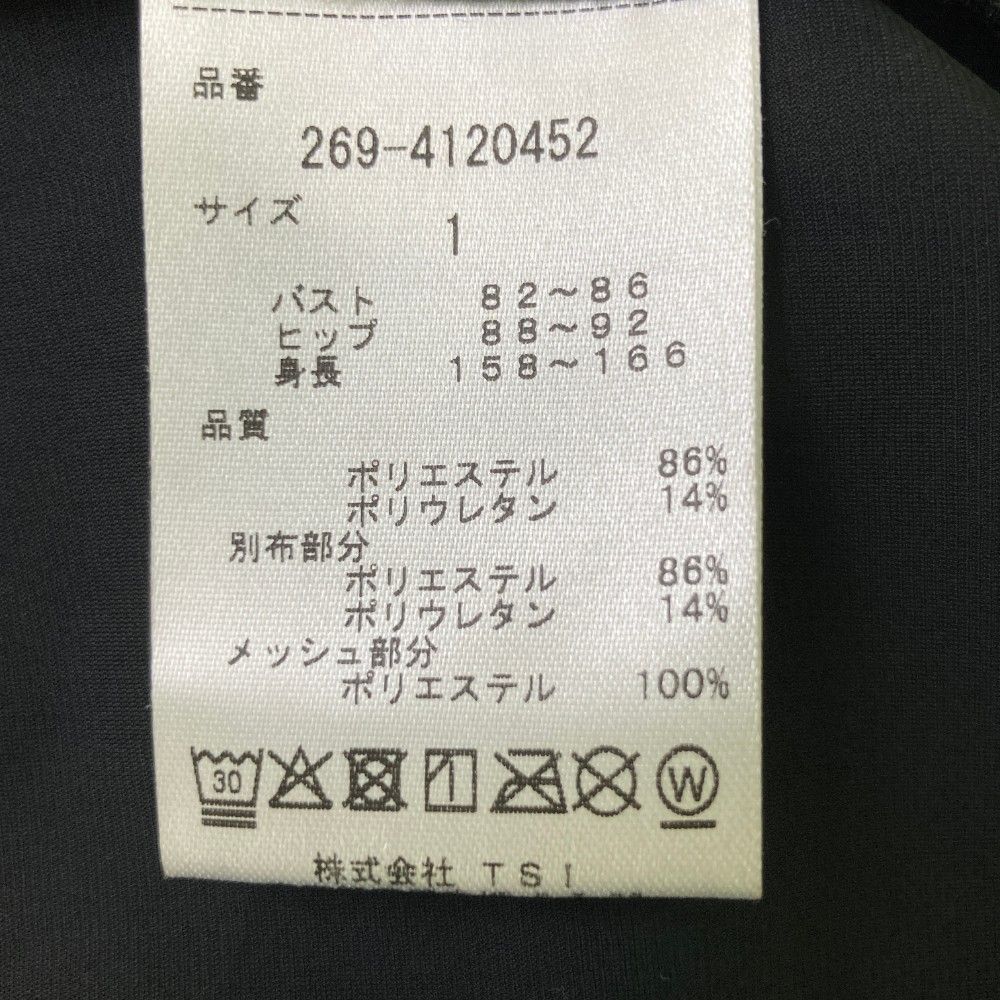 品番
269-4120452
サイズ
1
バスト 82～86
ヒップ 88～92
身長 158～166
品質
ポリエステル 86%
ポリウレタン 14%
別布部分
ポリエステル 86%
ポリウレタン 14%
メッシュ部分
ポリエステル 100%
30 W
株式会社 TSI